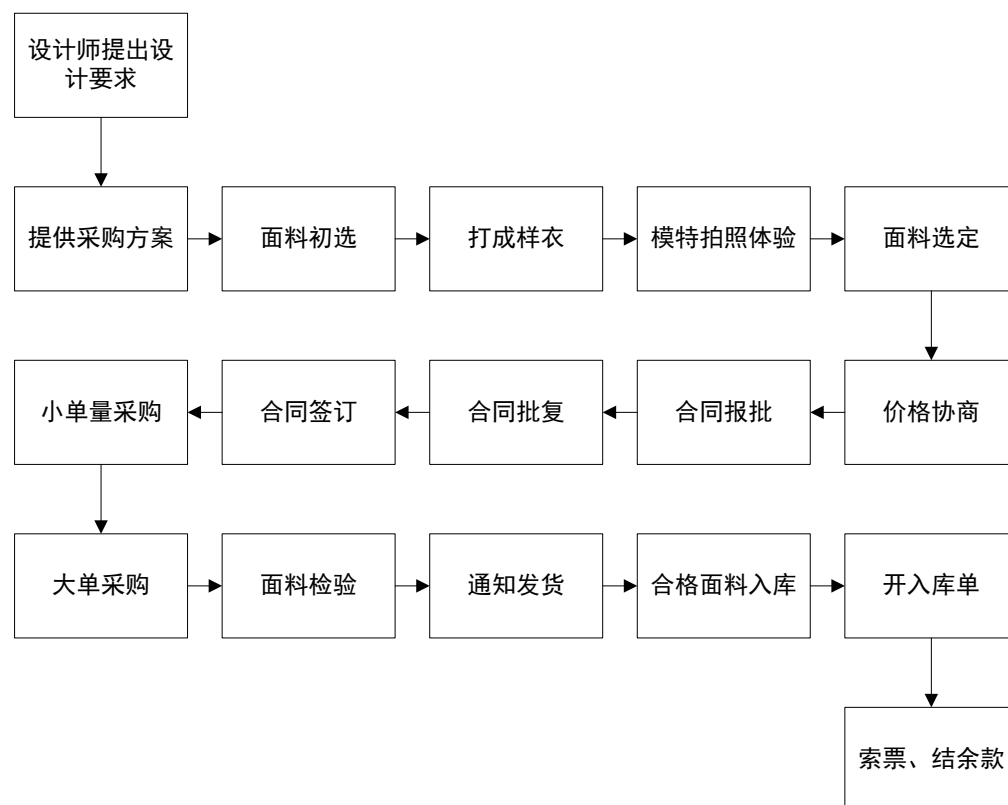 设计师提出设
计要求
提供采购方案
面料初选
打成样衣
模特拍照体验
面料选定
小单量采购
合同签订
合同批复
合同报批
价格协商
大单采购
面料检验
通知发货
合格面料入库
开入库单
索票、结余款